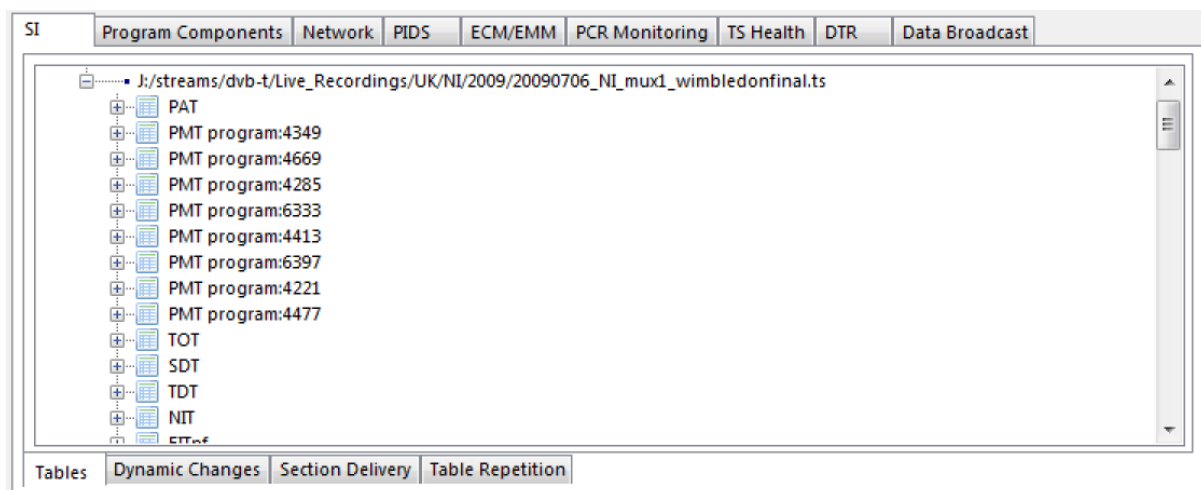 SI Program Components Network PIDS ECM/EMM PCR Monitoring TS Health DTR Data Broadcast
J:/streams/dvb-t/Live_Recordings/UK/NI/2009/20090706_NI_mux1_wimbledonfinal.ts
PAT
PMT program:4349
PMT program:4669
PMT program:4285
PMT program:6333
PMT program:4413
PMT program:6397
PMT program:4221
PMT program:4477
TOT
SDT
TDT
NIT
EITpf
Tables Dynamic Changes Section Delivery Table Repetition